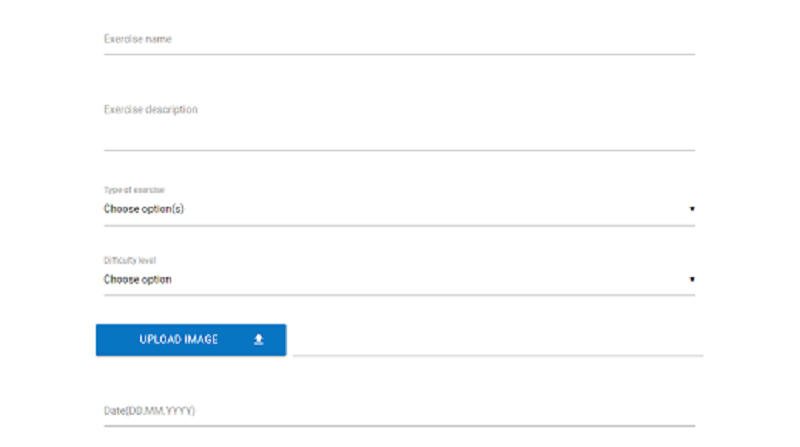 Exercise name
Exercise description
Type of exercise
Choose option(s)
Difficulty level
Choose option
UPLOAD IMAGE
Date(DD.MM.YYYY)